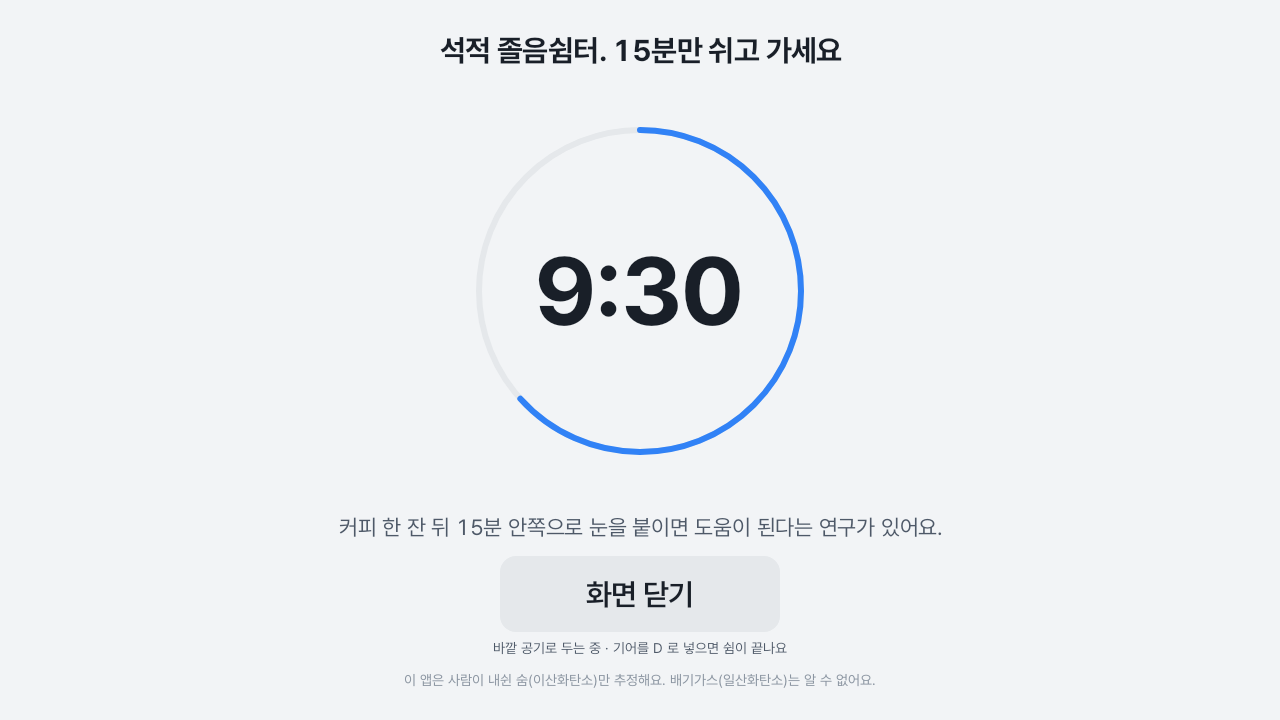 석적 졸음쉼터. 15분만 쉬고 가세요
9:30
커피 한 잔 뒤 15분 안쪽으로 눈을 붙이면 도움이 된다는 연구가 있어요.
화면 닫기
바깥 공기로 두는 중 · 기어를 D 로 넣으면 쉼이 끝나요
이 앱은 사람이 내쉰 숨(이산화탄소)만 추정해요. 배기가스(일산화탄소)는 알 수 없어요.